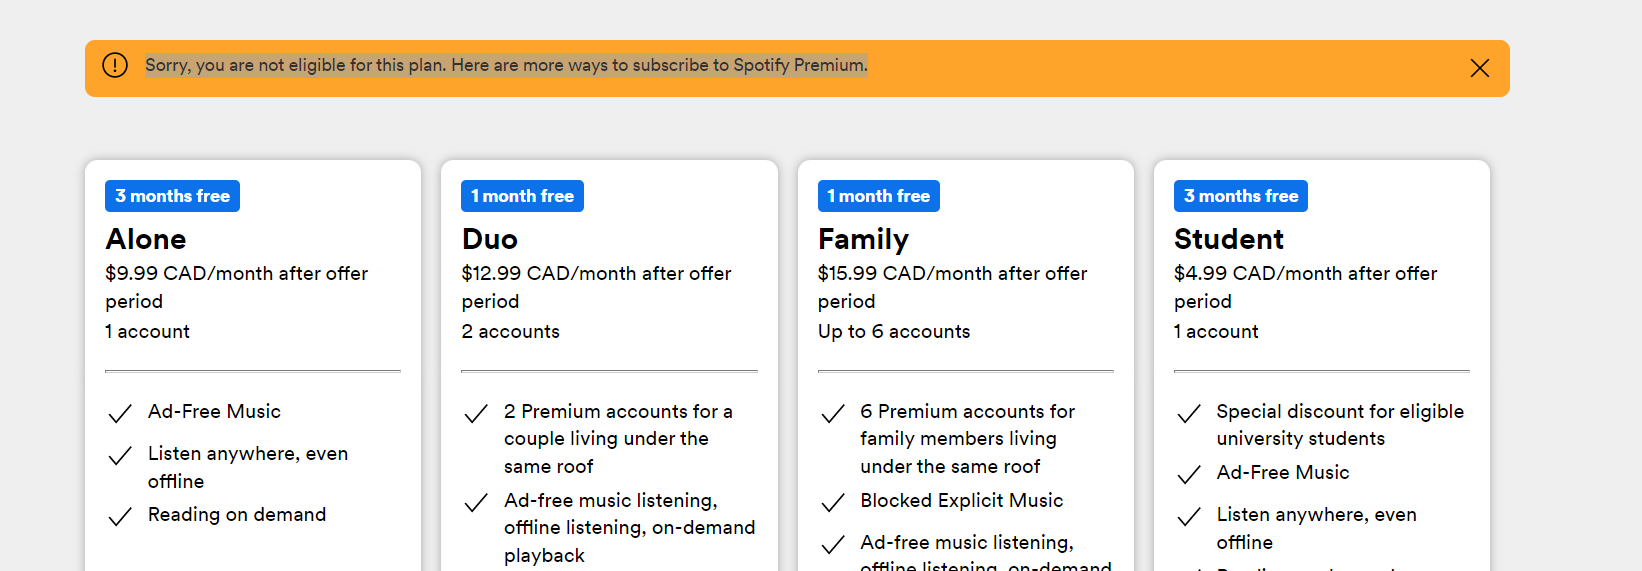 Sorry, you are not eligible for this plan. Here are more ways to subscribe to Spotify Premium.
3 months free
Alone
$9.99 CAD/month after offer
period
1 account
Ad-Free Music
Listen anywhere, even
offline
Reading on demand
1 month free
Duo
$12.99 CAD/month after offer
period
2 accounts
2 Premium accounts for a
couple living under the
same roof
Ad-free music listening,
offline listening, on-demand
playback
1 month free
Family
$15.99 CAD/month after offer
period
Up to 6 accounts
6 Premium accounts for
family members living
under the same roof
Blocked Explicit Music
Ad-free music listening,
offline listening, on-demand
3 months free
Student
$4.99 CAD/month after offer
period
1 account
Special discount for eligible
university students
Ad-Free Music
Listen anywhere, even
offline